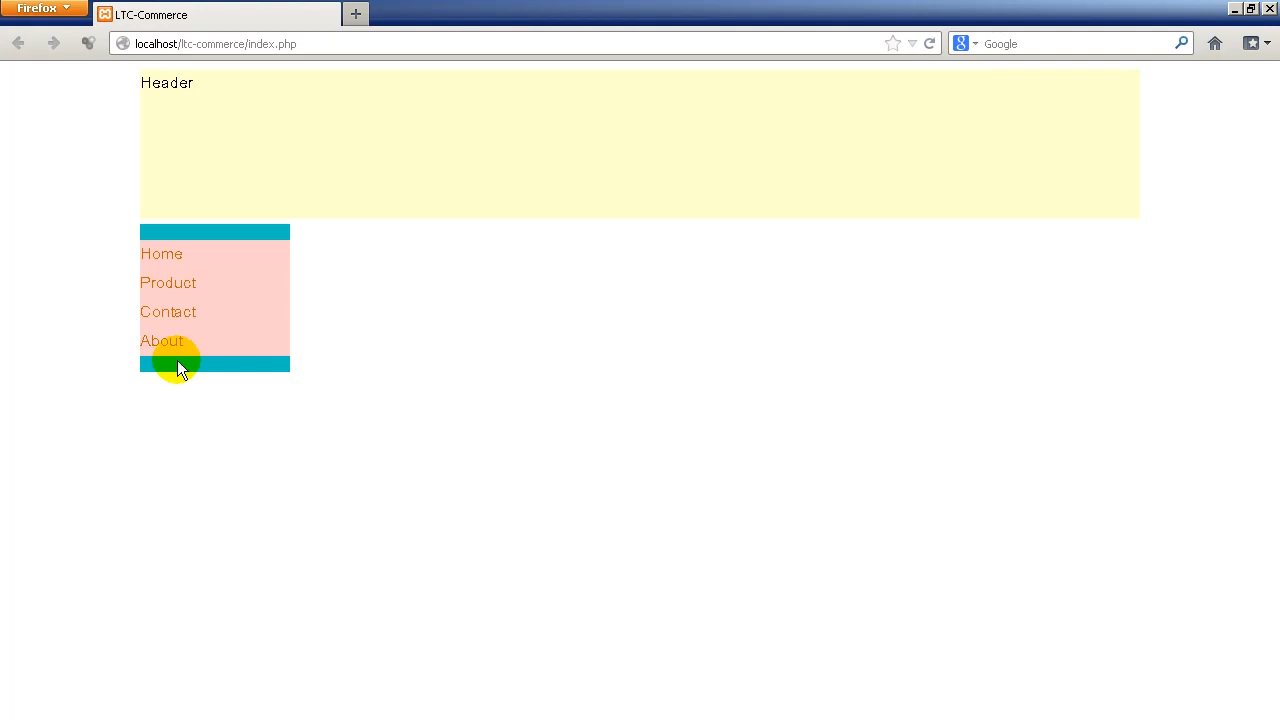 Firefox
LTC-Commerce
localhost/ltc-commerce/index.php
Google
Header
Home
Product
Contact
About